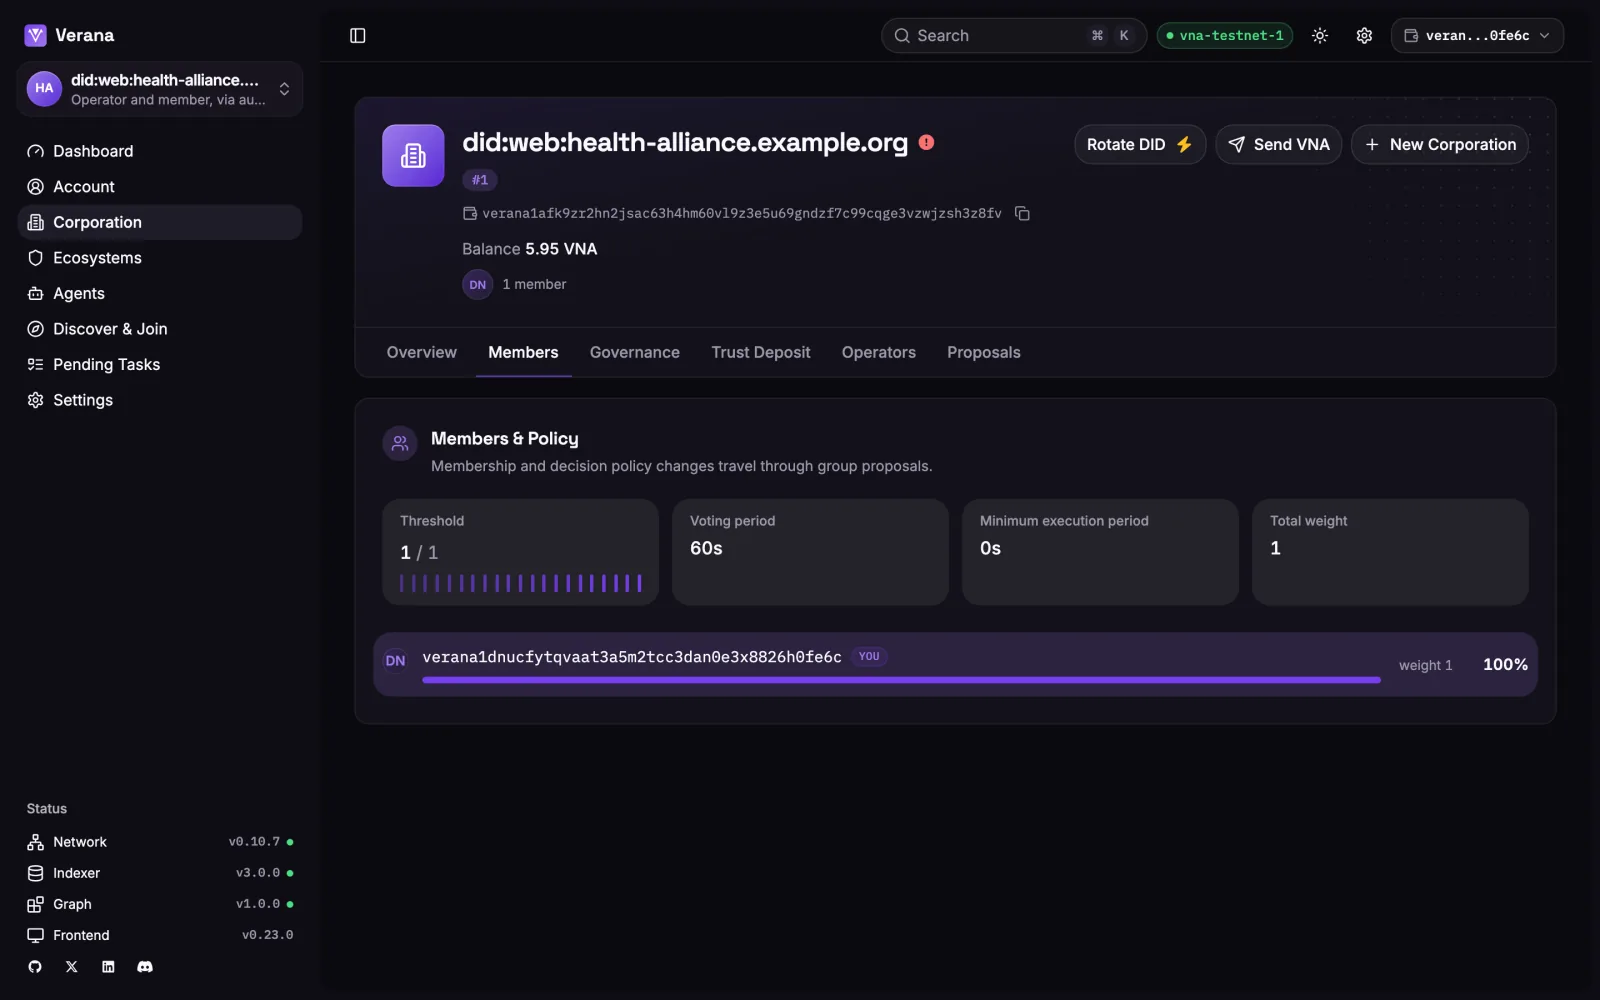 Verana
Search
⌘ K
vna-testnet-1
veran...0fe6c
HA
did:web:health-alliance....
Operator and member, via au...
Dashboard
Account
Corporation
Ecosystems
Agents
Discover & Join
Pending Tasks
Settings
did:web:health-alliance.example.org
Rotate DID
Send VNA
New Corporation
#1
verana1afk9zr2hn2jsac63h4hm60vl9z3e5u69gndzf7c99cqge3vzwjzsh3z8fv
Balance 5.95 VNA
DN 1 member
Overview Members Governance Trust Deposit Operators Proposals
Members & Policy
Membership and decision policy changes travel through group proposals.
Threshold
1 / 1
Voting period
60s
Minimum execution period
0s
Total weight
1
DN
verana1dnucfytqvaat3a5m2tcc3dan0e3x8826h0fe6c YOU
weight 1 100%
Status
Network v0.10.7
Indexer v3.0.0
Graph v1.0.0
Frontend v0.23.0